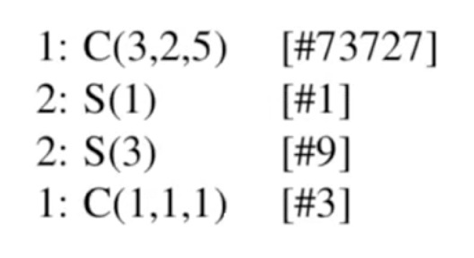 1: C(3,2,5) [#73727]
2: S(1) [#1]
2: S(3) [#9]
1: C(1,1,1) [#3]